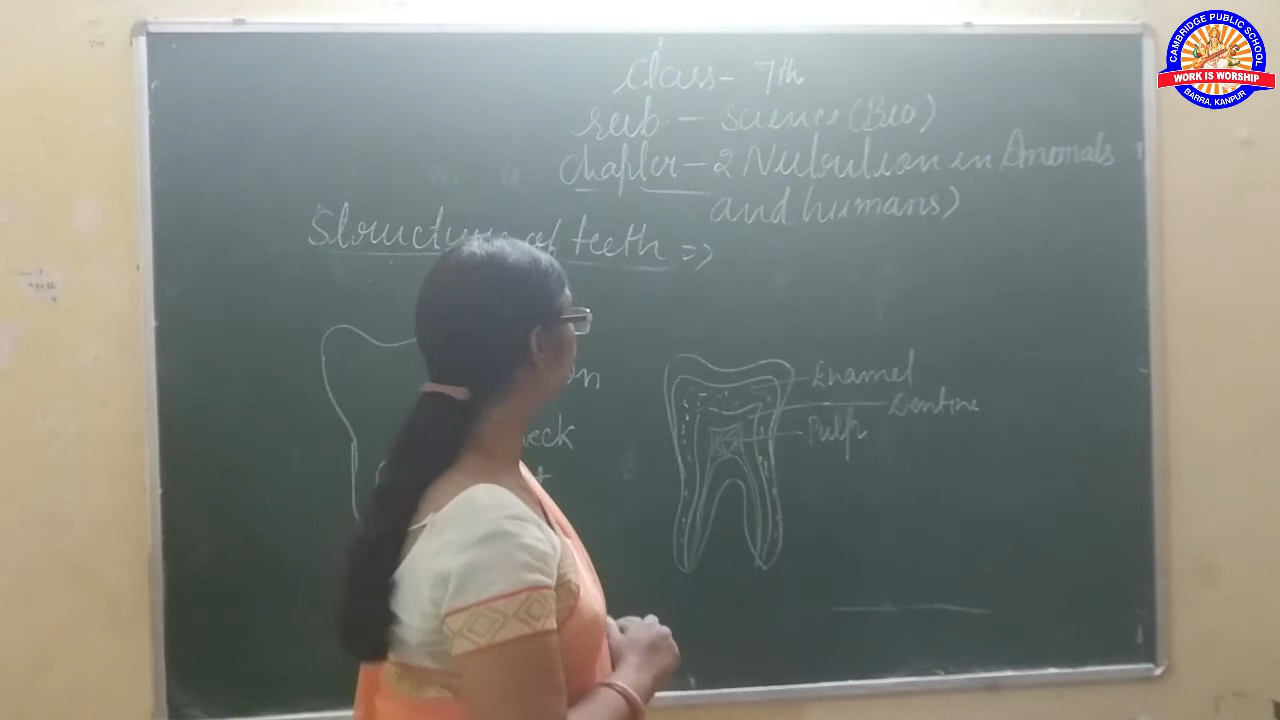 CAMBRIDGE PUBLIC SCHOOL
WORK IS WORSHIP
BARRA, KANPUR
Class - 7th
Sub - Science (Bio)
Chapter - 2 Nutrution in Animals
and humans)
Structure of teeth =>
Enamel
Dentine
Pulp